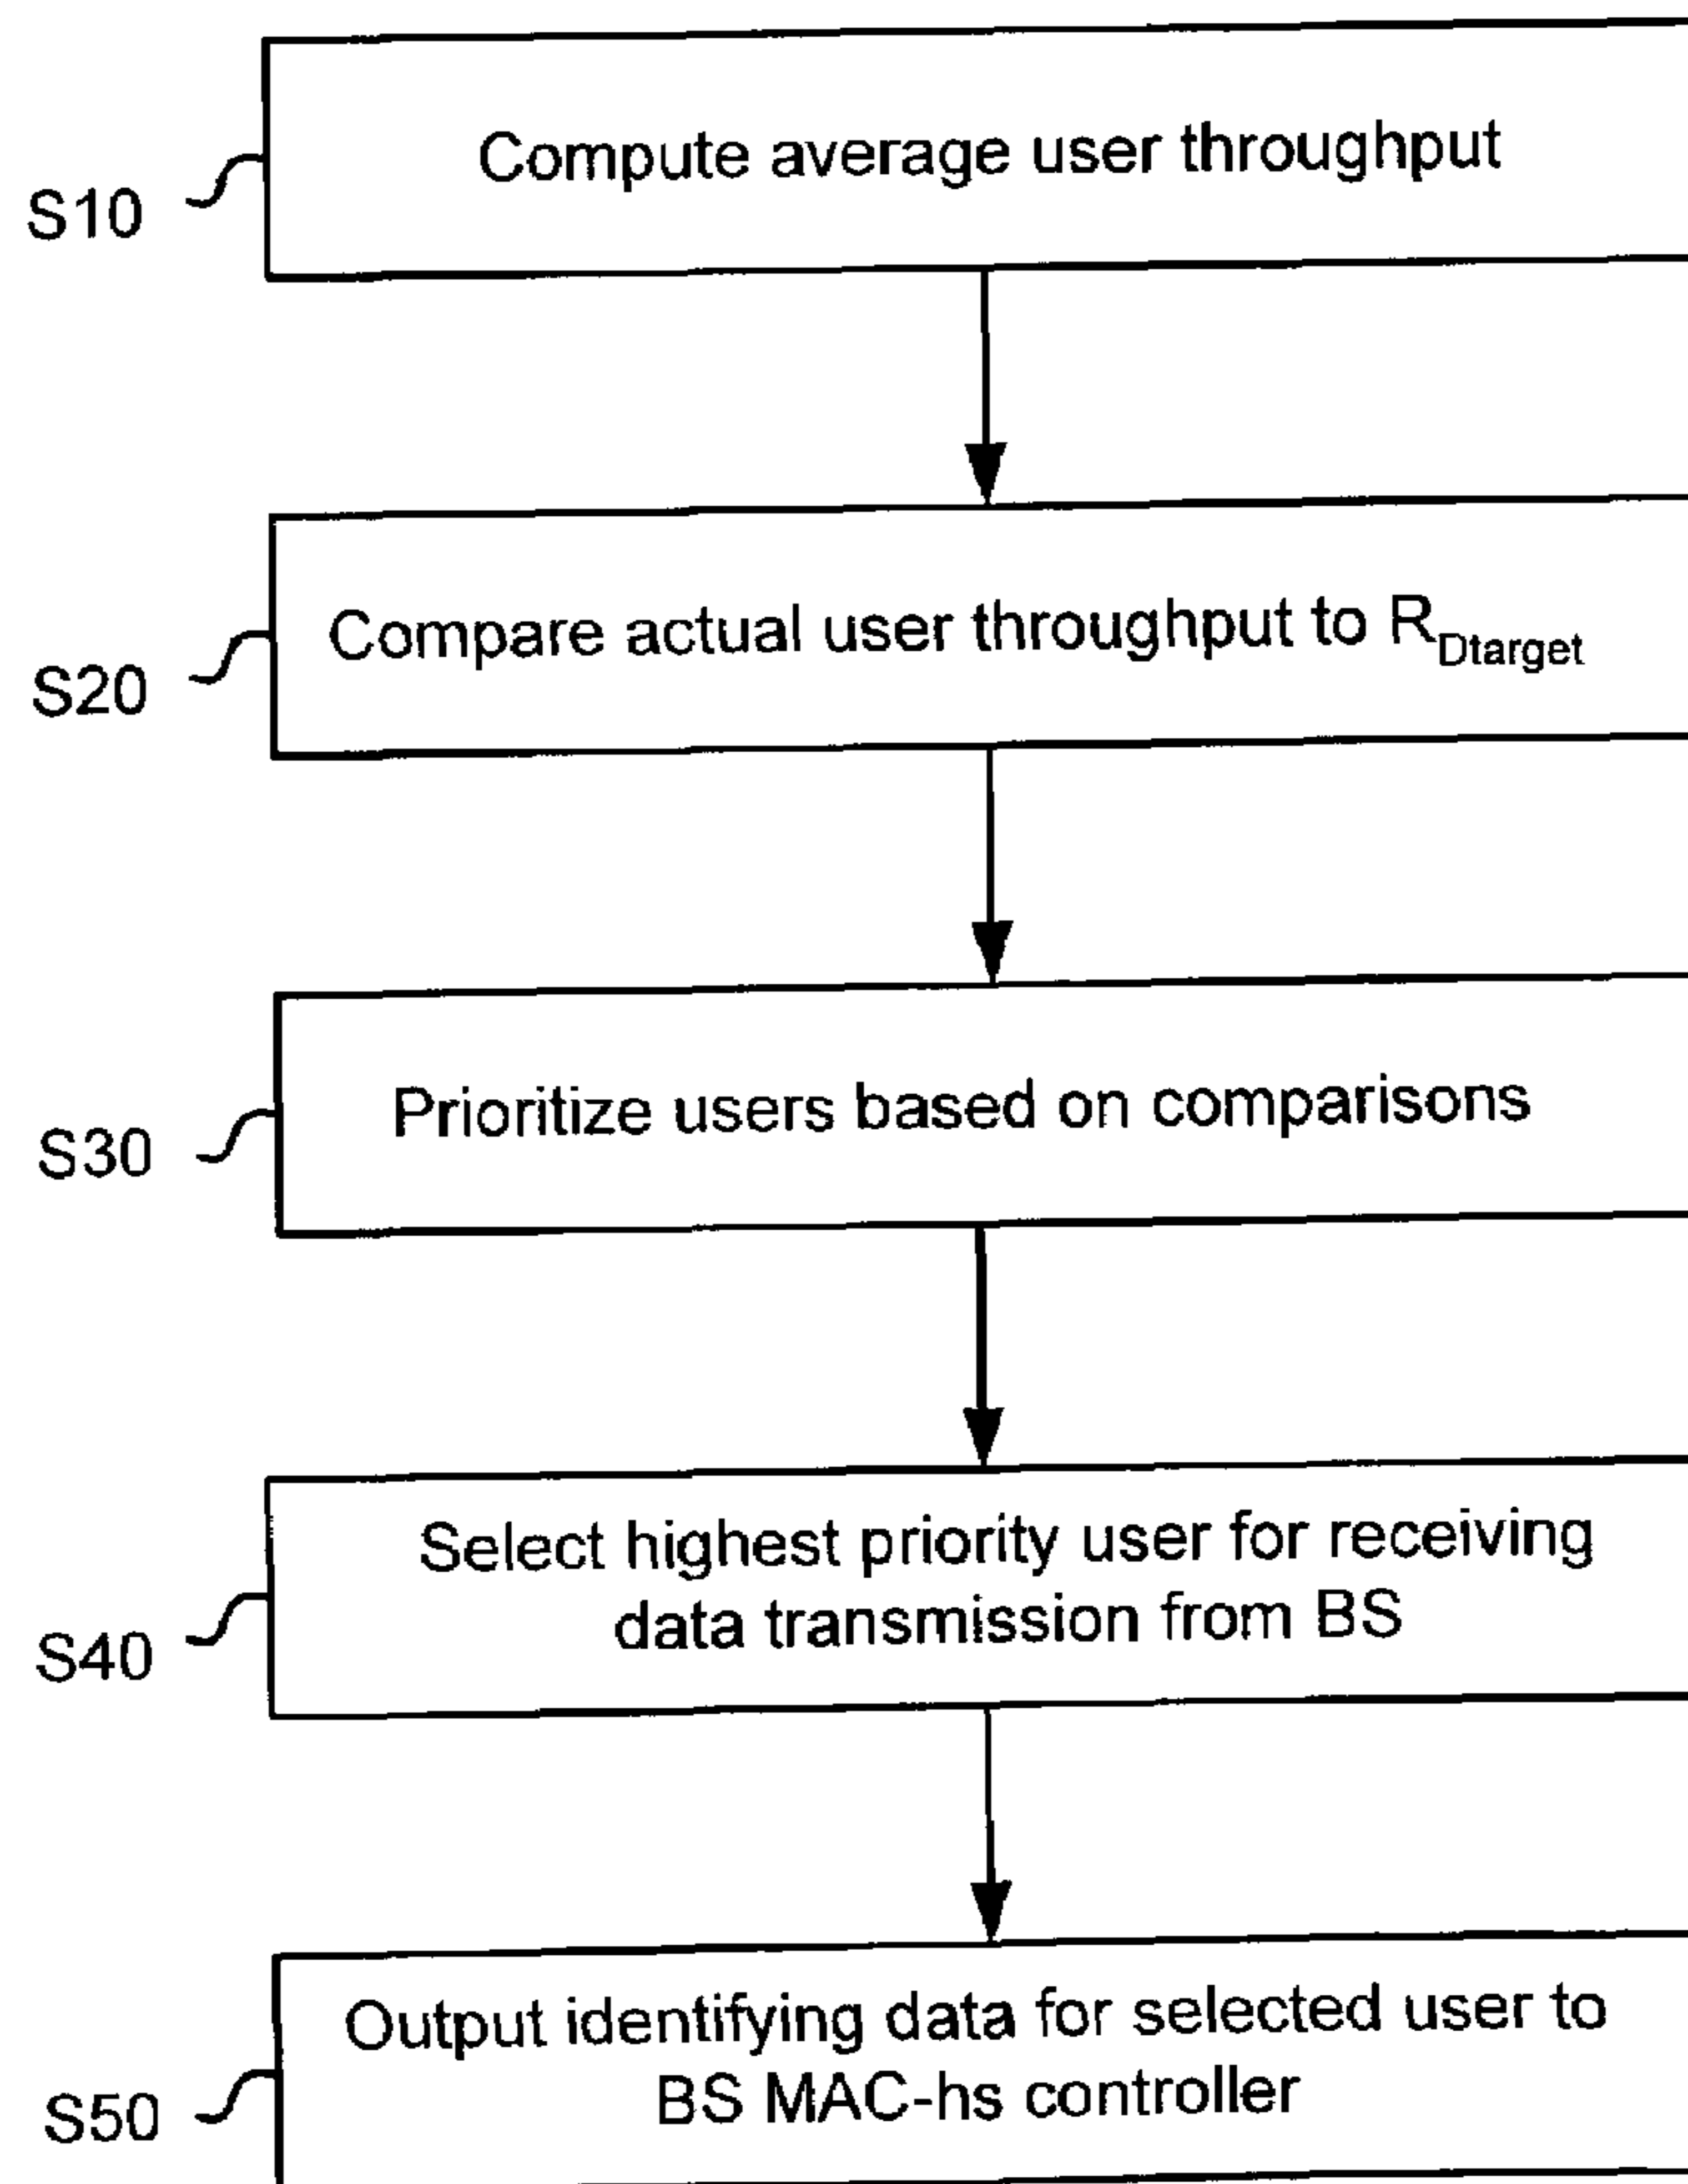 Compute average user throughput
S10
Compare actual user throughput to R_Dtarget
S20
Prioritize users based on comparisons
S30
Select highest priority user for receiving
data transmission from BS
S40
Output identifying data for selected user to
BS MAC-hs controller
S50